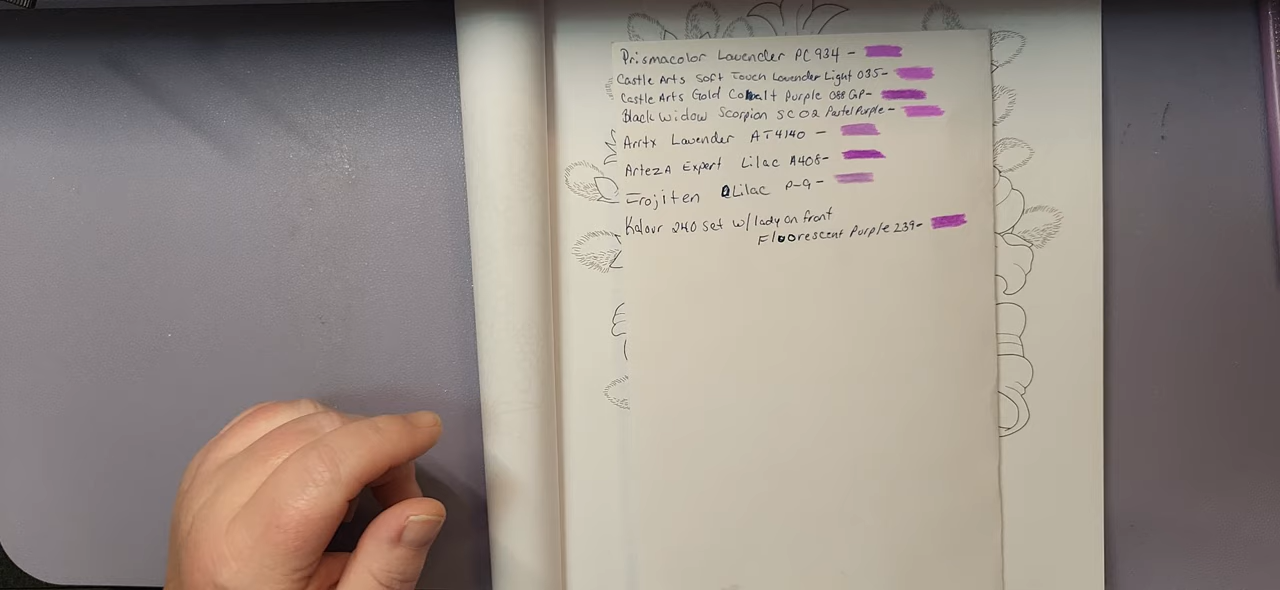 Prismacolor Lavender PC 934 -
Castle Arts Soft Touch Lavender Light 035-
Castle Arts Gold Cobalt Purple 088 GP-
Black Widow Scorpion SC02 Pastel Purple -
Arrtx Lavender AT4140 -
Arteza Expert Lilac A408-
Erojiten Lilac P-9 -
Kalour 240 set w/ lady on front
Fluorescent Purple 239-